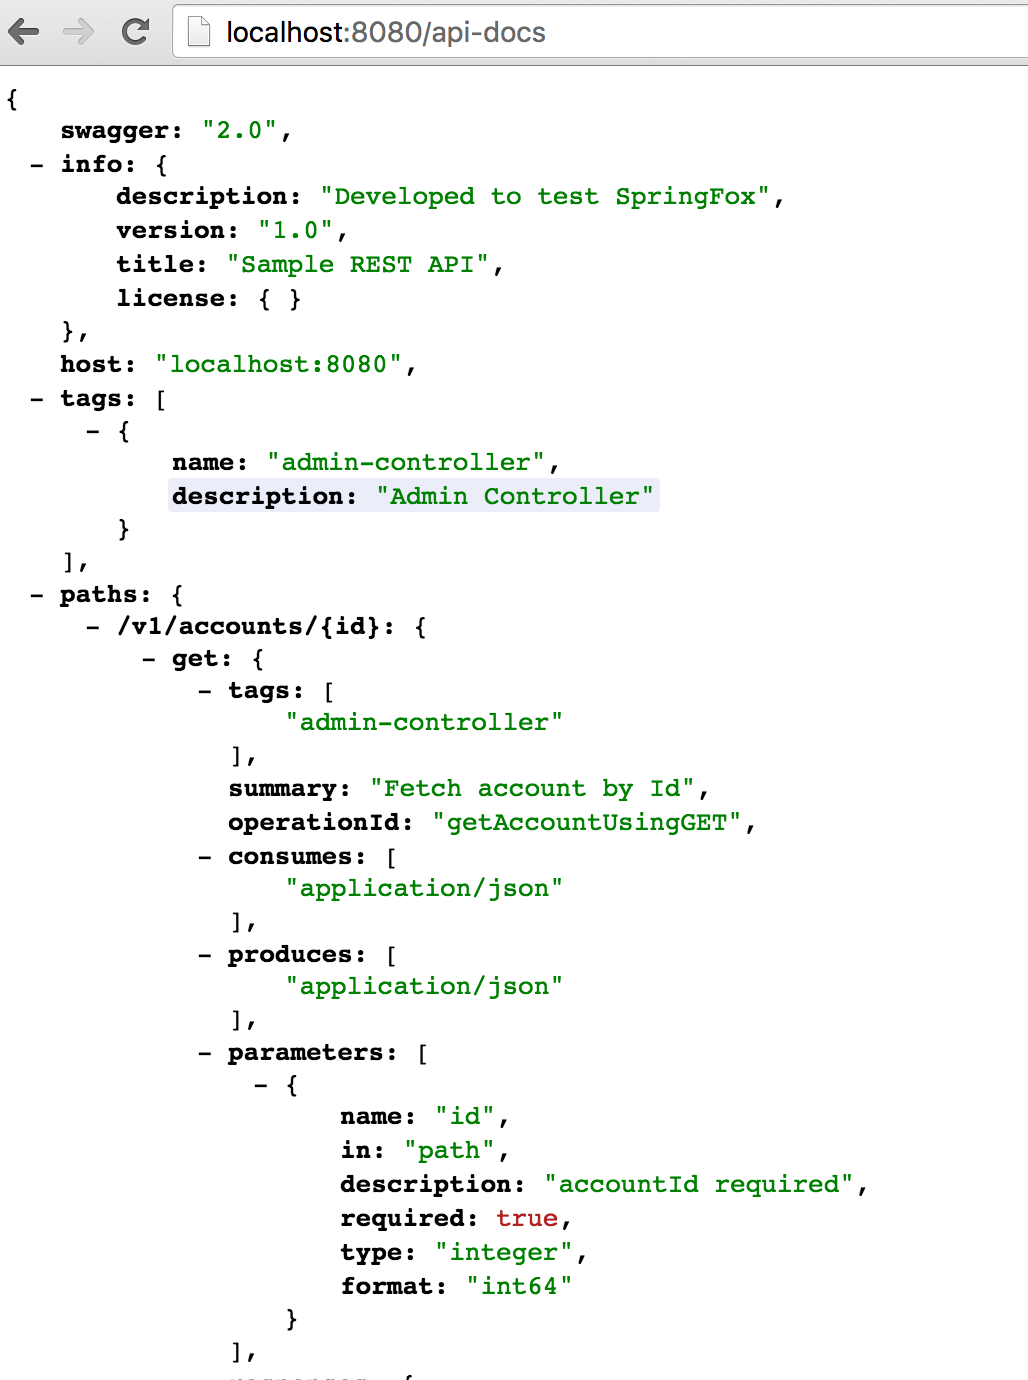 localhost:8080/api-docs
{
swagger: "2.0",
- info: {
description: "Developed to test SpringFox",
version: "1.0",
title: "Sample REST API",
license: { }
},
host: "localhost:8080",
- tags: [
- {
name: "admin-controller",
description: "Admin Controller"
}
],
- paths: {
- /v1/accounts/{id}: {
- get: {
- tags: [
"admin-controller"
],
summary: "Fetch account by Id",
operationId: "getAccountUsingGET",
- consumes: [
"application/json"
],
- produces: [
"application/json"
],
- parameters: [
- {
name: "id",
in: "path",
description: "accountId required",
required: true,
type: "integer",
format: "int64"
}
],